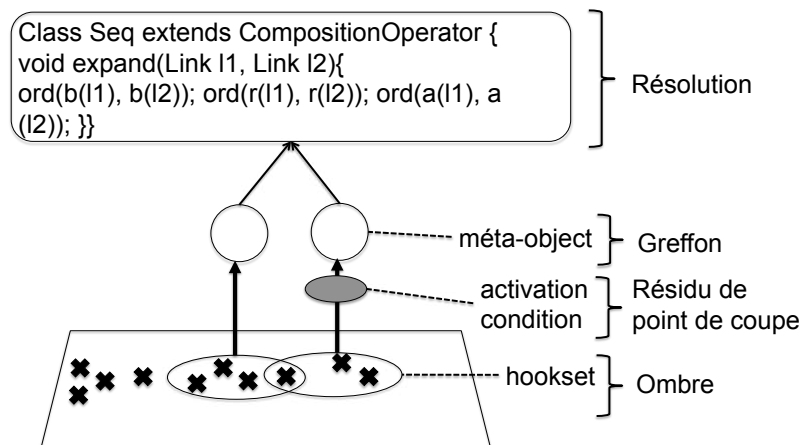 Class Seq extends CompositionOperator {
void expand(Link l1, Link l2){
ord(b(l1), b(l2)); ord(r(l1), r(l2)); ord(a(l1), a
(l2)); }}
Résolution
méta-object
Greffon
activation
condition
Résidu de
point de coupe
hookset
Ombre